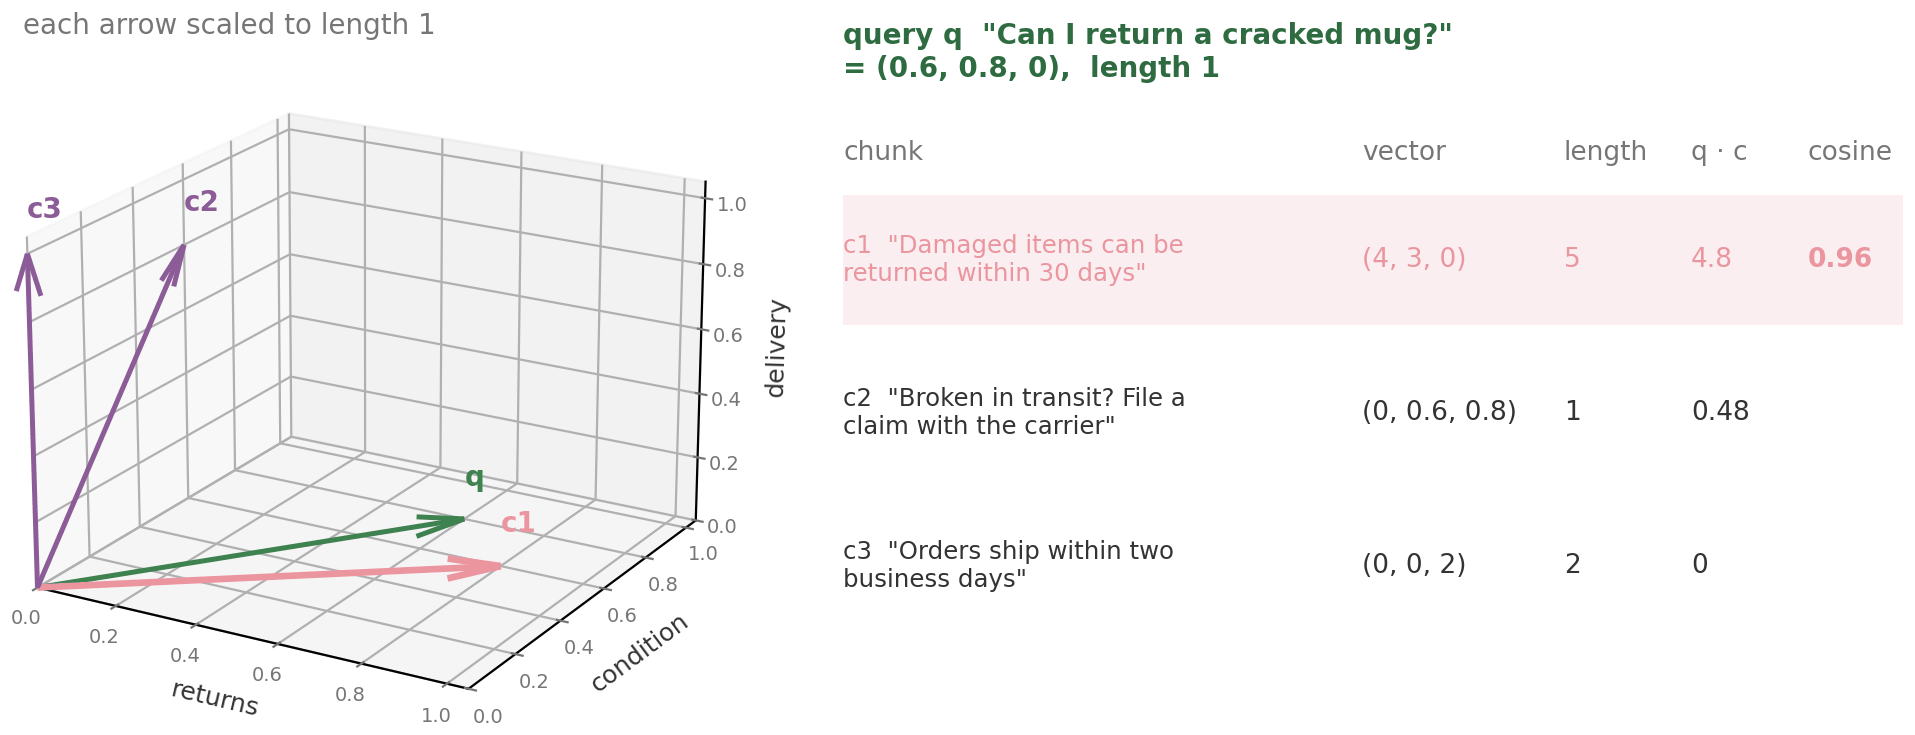 each arrow scaled to length 1
c3
c2
q
c1
1.0
0.8
0.6
0.4
0.2
0.0
delivery
1.0
0.8
0.6
0.4
0.2
0.0
condition
0.0
0.2
0.4
0.6
0.8
1.0
returns
query q "Can I return a cracked mug?"
= (0.6, 0.8, 0), length 1
chunk vector length q · c cosine
c1 "Damaged items can be
returned within 30 days" (4, 3, 0) 5 4.8 0.96
c2 "Broken in transit? File a
claim with the carrier" (0, 0.6, 0.8) 1 0.48
c3 "Orders ship within two
business days" (0, 0, 2) 2 0